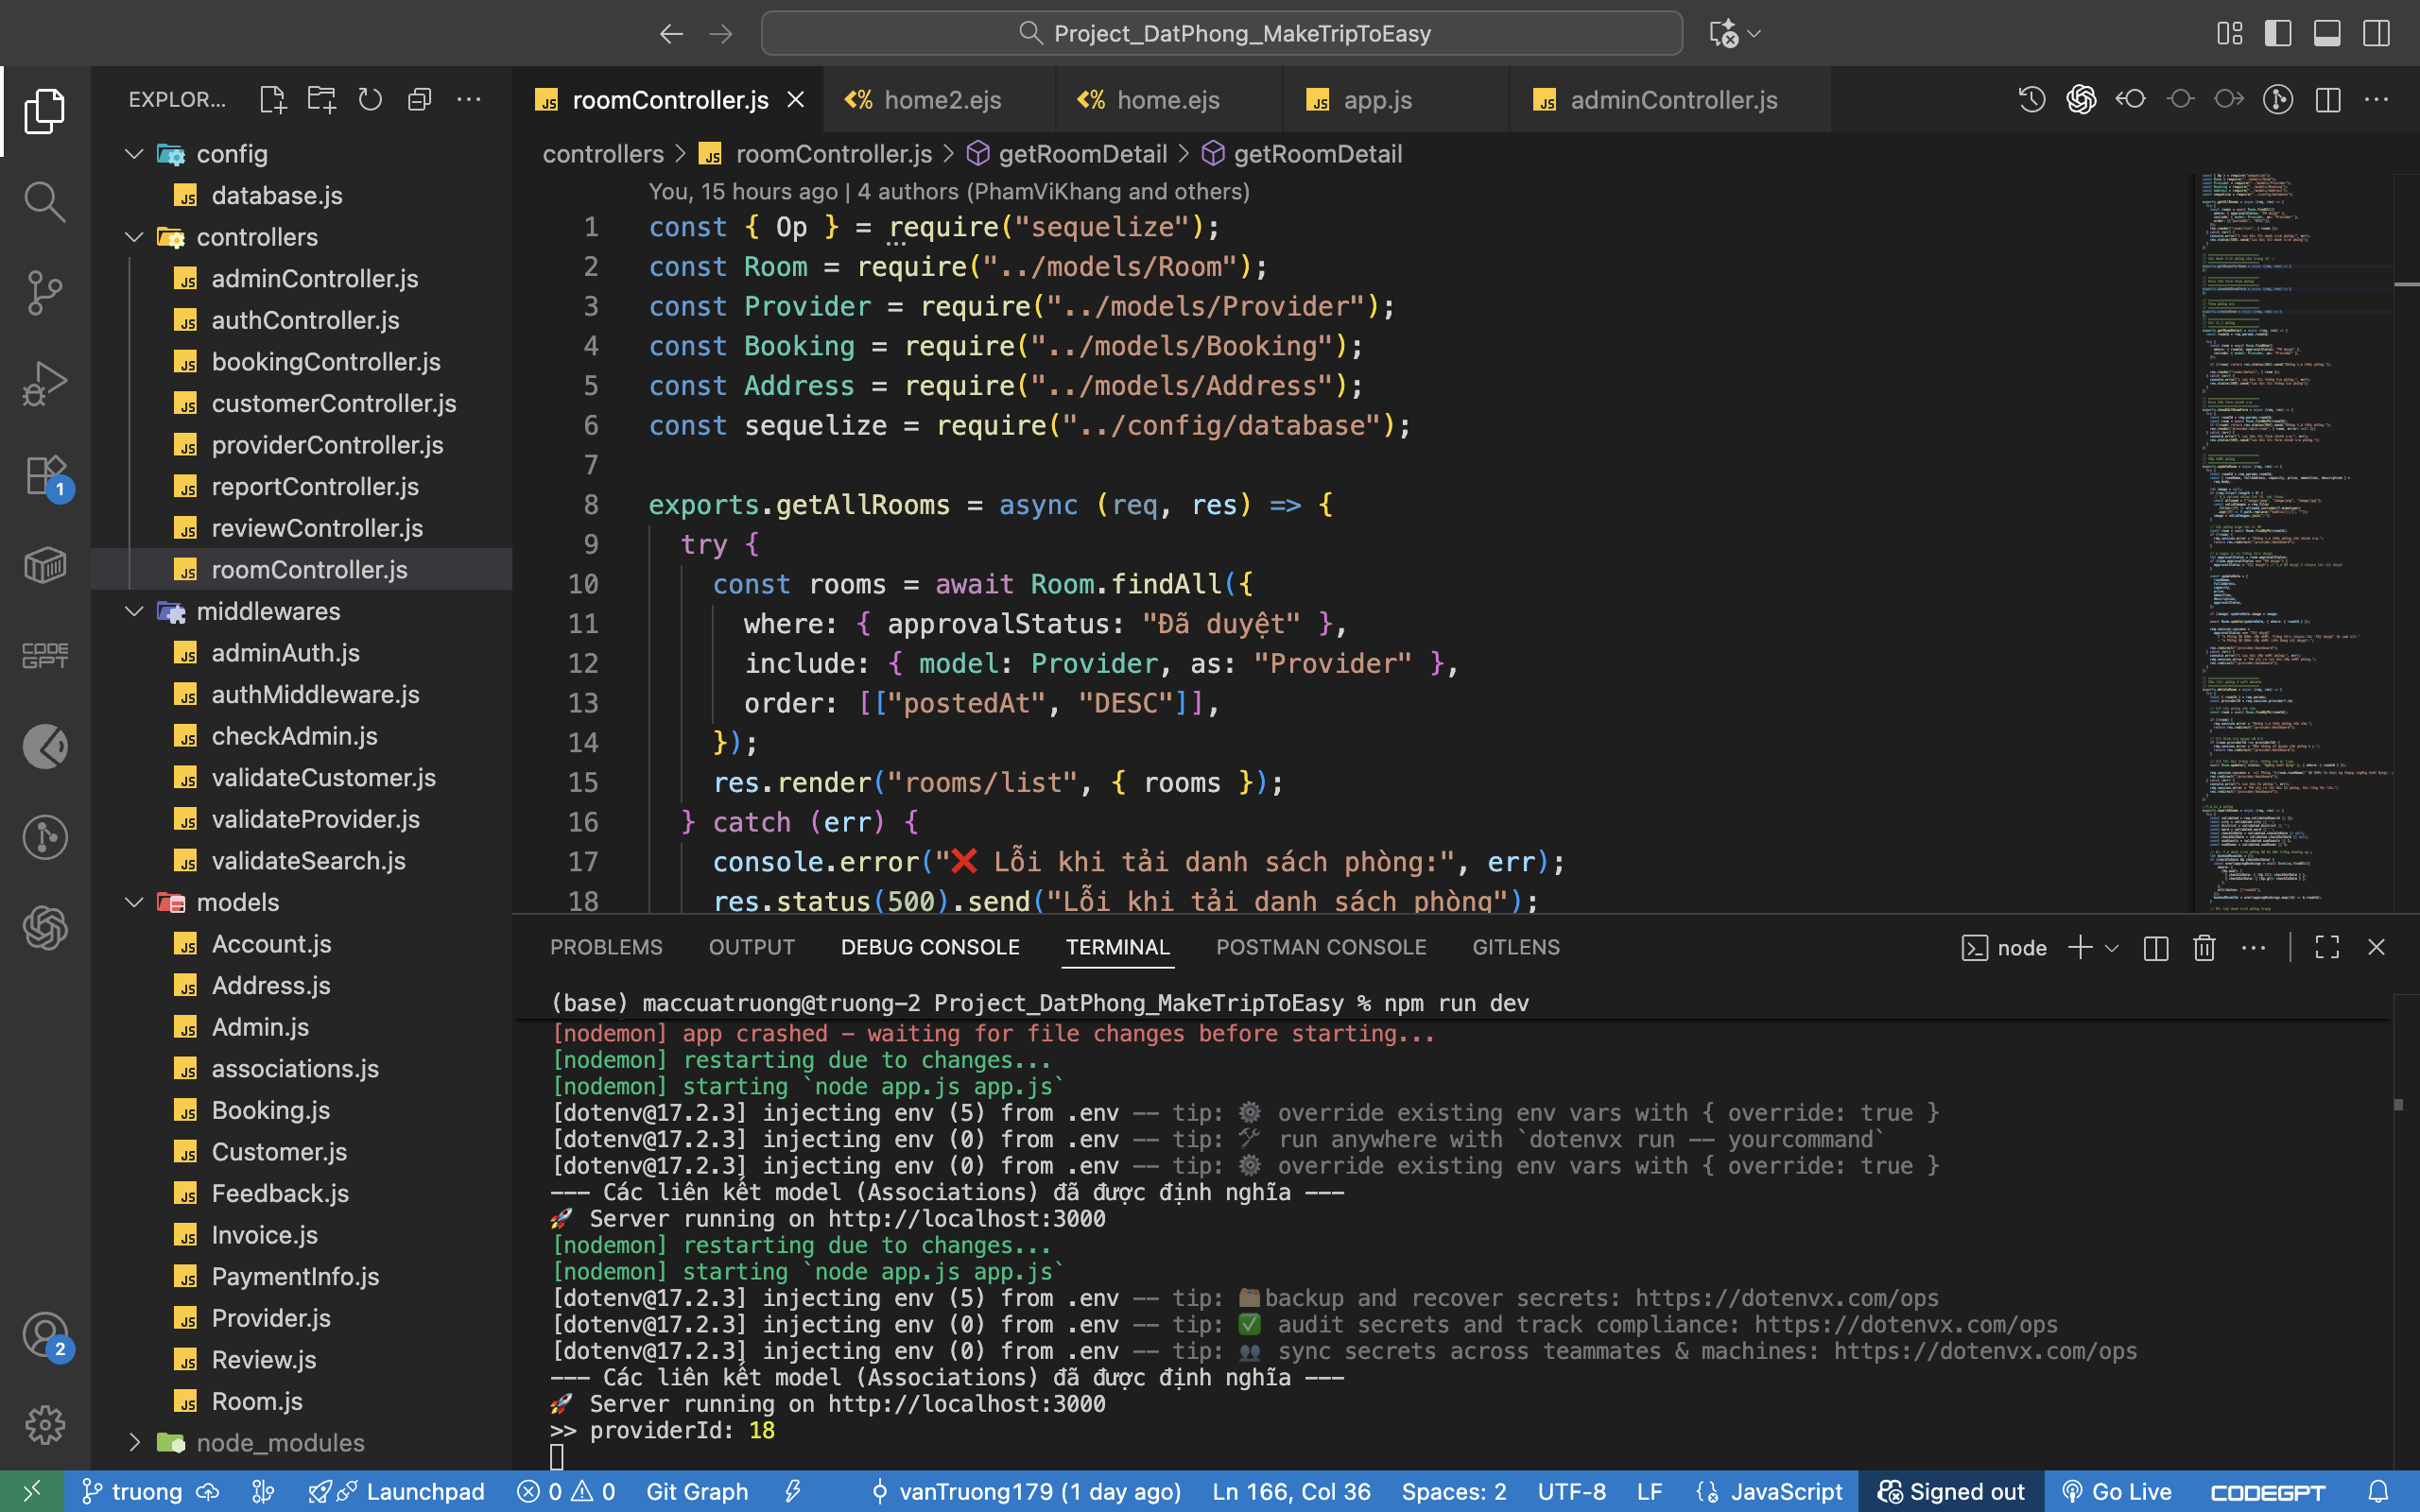 Project_DatPhong_MakeTripToEasy
EXPLOR...
config
database.js
controllers
adminController.js
authController.js
bookingController.js
customerController.js
providerController.js
reportController.js
reviewController.js
roomController.js
middlewares
adminAuth.js
authMiddleware.js
checkAdmin.js
validateCustomer.js
validateProvider.js
validateSearch.js
models
Account.js
Address.js
Admin.js
associations.js
Booking.js
Customer.js
Feedback.js
Invoice.js
PaymentInfo.js
Provider.js
Review.js
Room.js
node_modules
1
CODE
GPT
2
roomController.js
home2.ejs
home.ejs
app.js
adminController.js
controllers > roomController.js > getRoomDetail > getRoomDetail
You, 15 hours ago | 4 authors (PhamViKhang and others)
1 const { Op } = require("sequelize");
2 const Room = require("../models/Room");
3 const Provider = require("../models/Provider");
4 const Booking = require("../models/Booking");
5 const Address = require("../models/Address");
6 const sequelize = require("../config/database");
7
8 exports.getAllRooms = async (req, res) => {
9 try {
10 const rooms = await Room.findAll({
11 where: { approvalStatus: "Đã duyệt" },
12 include: { model: Provider, as: "Provider" },
13 order: [["postedAt", "DESC"]],
14 });
15 res.render("rooms/list", { rooms });
16 } catch (err) {
17 console.error("❌ Lỗi khi tải danh sách phòng:", err);
18 res.status(500).send("Lỗi khi tải danh sách phòng");
PROBLEMS OUTPUT DEBUG CONSOLE TERMINAL POSTMAN CONSOLE GITLENS
node
(base) maccuatruong@truong-2 Project_DatPhong_MakeTripToEasy % npm run dev
[nodemon] app crashed - waiting for file changes before starting...
[nodemon] restarting due to changes...
[nodemon] starting `node app.js app.js`
[dotenv@17.2.3] injecting env (5) from .env -- tip: ⚙️ override existing env vars with { override: true }
[dotenv@17.2.3] injecting env (0) from .env -- tip: 🛠️ run anywhere with `dotenvx run -- yourcommand`
[dotenv@17.2.3] injecting env (0) from .env -- tip: ⚙️ override existing env vars with { override: true }
--- Các liên kết model (Associations) đã được định nghĩa ---
🚀 Server running on http://localhost:3000
[nodemon] restarting due to changes...
[nodemon] starting `node app.js app.js`
[dotenv@17.2.3] injecting env (5) from .env -- tip: 🗂️ backup and recover secrets: https://dotenvx.com/ops
[dotenv@17.2.3] injecting env (0) from .env -- tip: ✅ audit secrets and track compliance: https://dotenvx.com/ops
[dotenv@17.2.3] injecting env (0) from .env -- tip: 👥 sync secrets across teammates & machines: https://dotenvx.com/ops
--- Các liên kết model (Associations) đã được định nghĩa ---
🚀 Server running on http://localhost:3000
>> providerId: 18
truong Launchpad 0 0 Git Graph vanTruong179 (1 day ago) Ln 166, Col 36 Spaces: 2 UTF-8 LF JavaScript Signed out Go Live CODEGPT